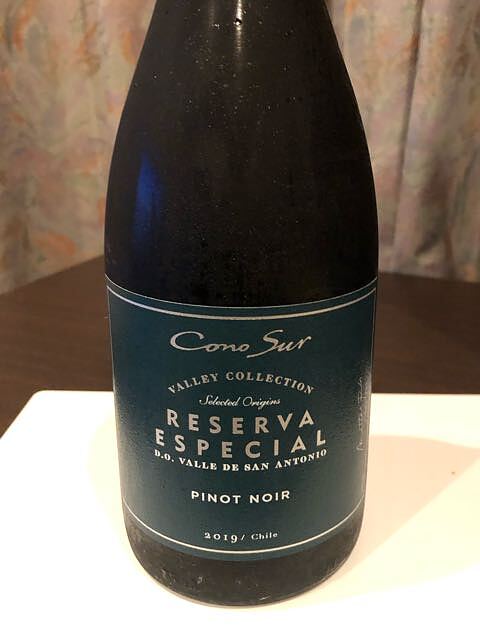 Cono Sur
VALLEY COLLECTION
Selected Origins
RESERVA
ESPECIAL
D.O. VALLE DE SAN ANTONIO
PINOT NOIR
2019/ Chile